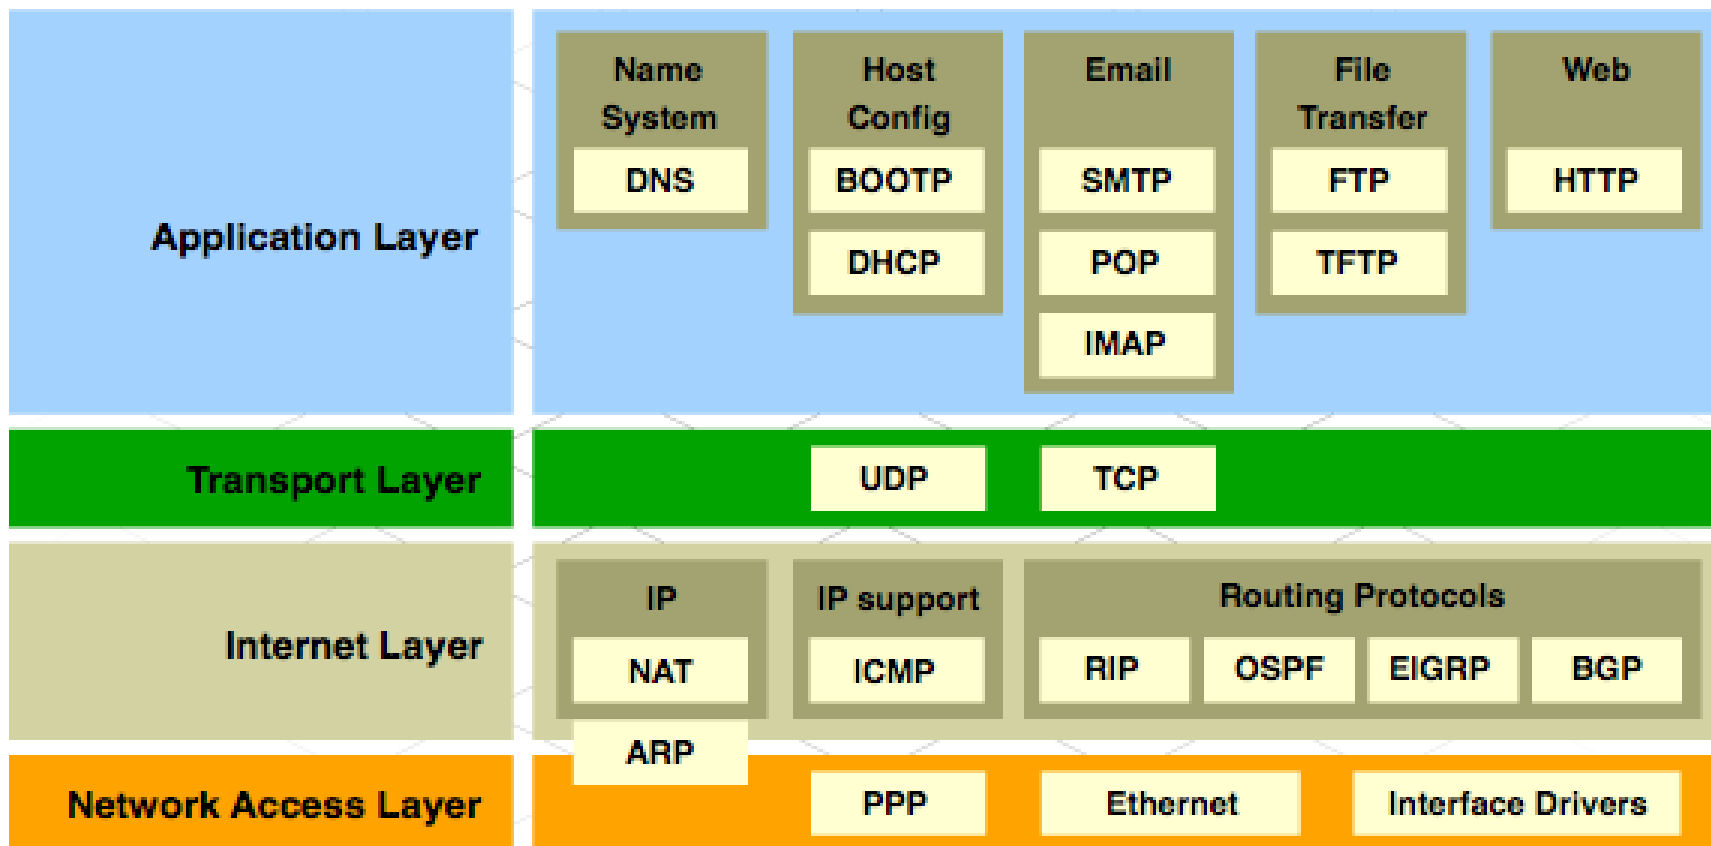 Application Layer
Name
System
DNS
Host
Config
BOOTP
DHCP
Email
SMTP
POP
IMAP
File
Transfer
FTP
TFTP
Web
HTTP
Transport Layer
UDP
TCP
Internet Layer
IP
NAT
ARP
IP support
ICMP
Routing Protocols
RIP
OSPF
EIGRP
BGP
Network Access Layer
PPP
Ethernet
Interface Drivers